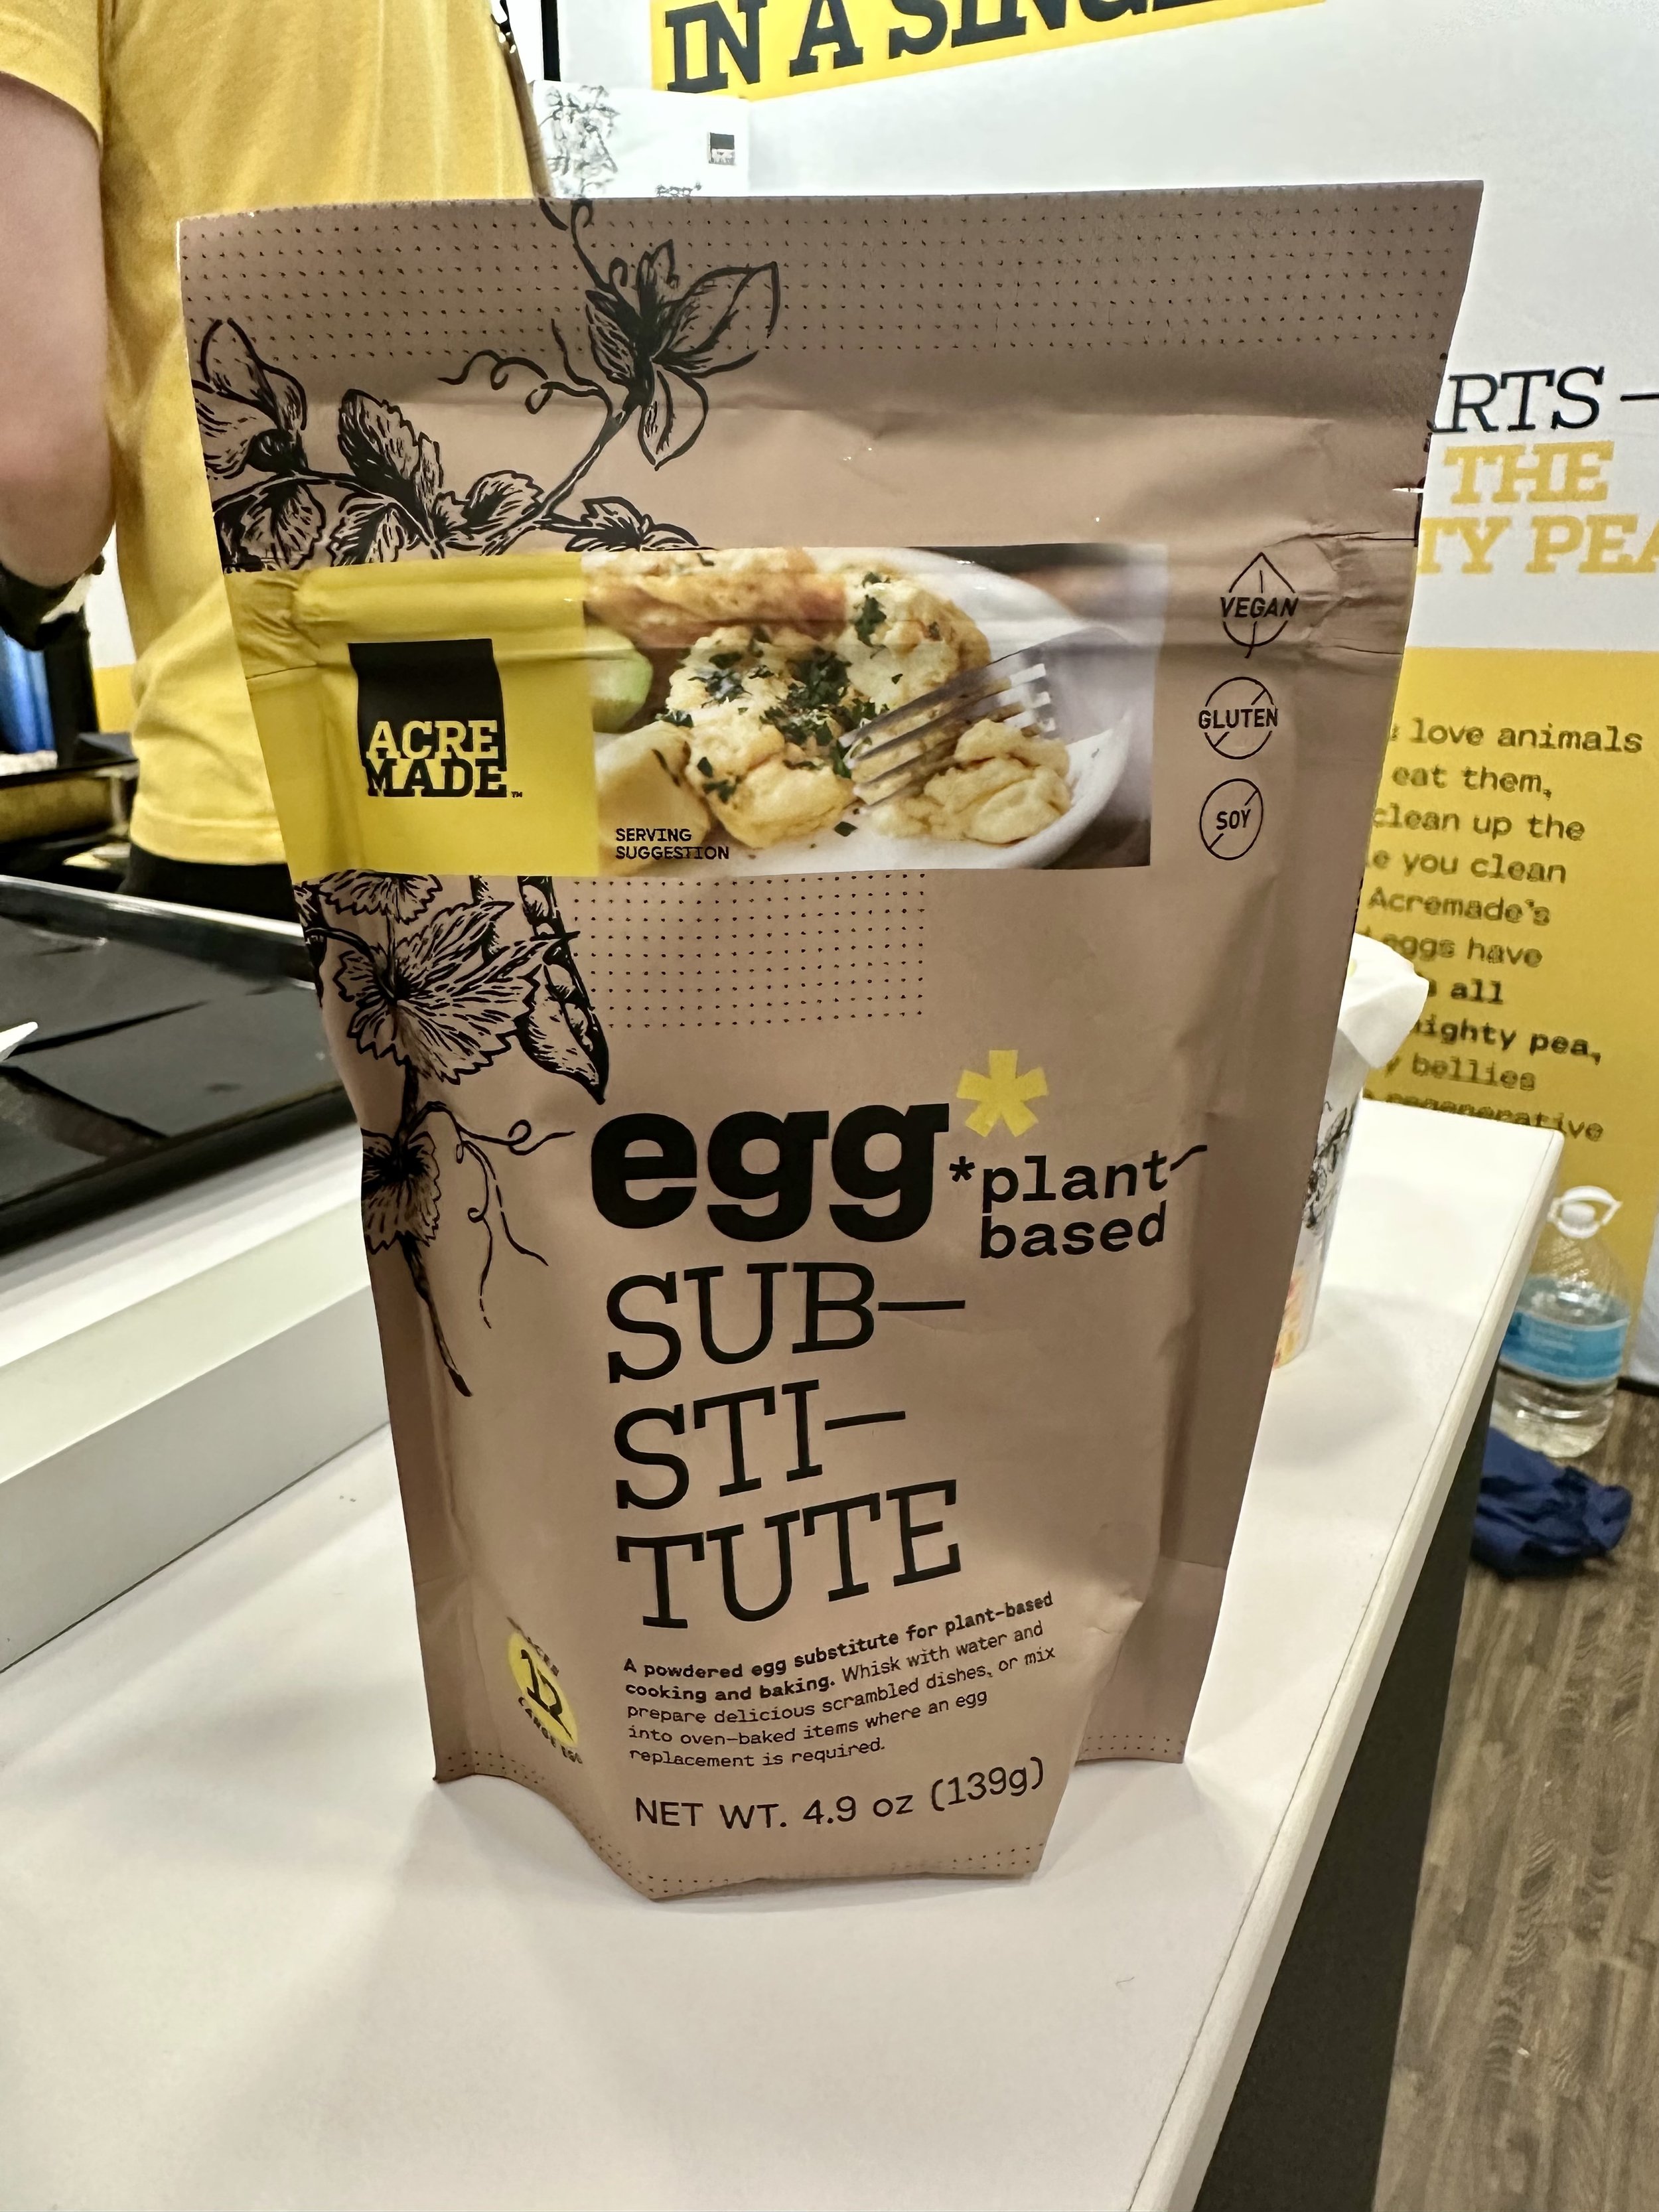 IN A
ARTS —
THE
TY PEA
love animals
eat them,
clean up the
you clean
Acremade's
eggs have
all
mighty pea,
bellies
regenerative
ACRE
MADE™
SERVING
SUGGESTION
VEGAN
GLUTEN
SOY
egg*
*plant-
based
SUB—
STI—
TUTE
A powdered egg substitute for plant-based
cooking and baking. Whisk with water and
prepare delicious scrambled dishes, or mix
into oven-baked items where an egg
replacement is required.
NET WT. 4.9 oz (139g)